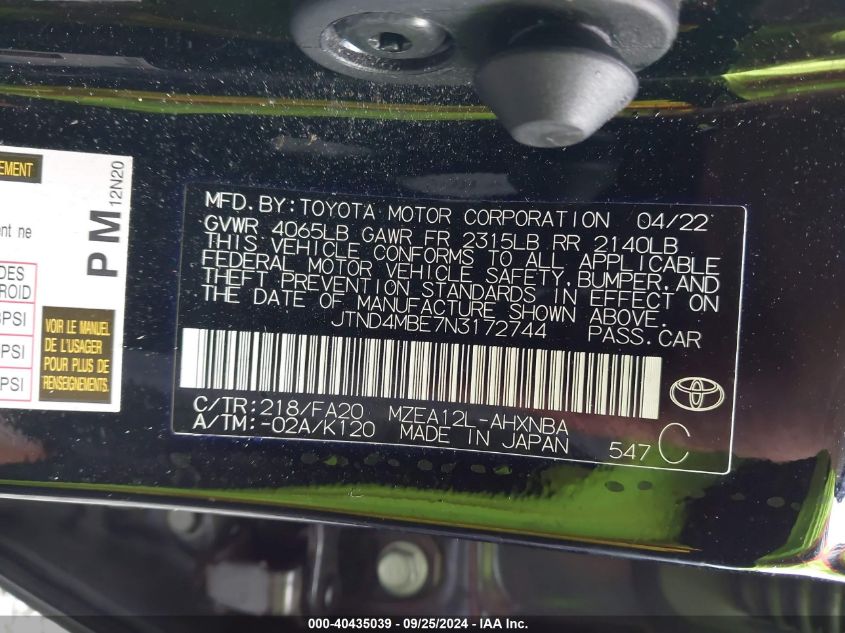 EMENT
ent ne
DES
ROID
PSI
PSI
PSI
VOIR LE MANUEL
DE L'USAGER
POUR PLUS DE
RENSEIGNEMENTS.
PM 12N20
MFD. BY: TOYOTA MOTOR CORPORATION 04/22
GVWR 4065LB GAWR FR 2315LB RR 2140LB
THIS VEHICLE CONFORMS TO ALL APPLICABLE
FEDERAL MOTOR VEHICLE SAFETY, BUMPER, AND
THEFT PREVENTION STANDARDS IN EFFECT ON
THE DATE OF MANUFACTURE SHOWN ABOVE.
JTND4MBE7N3172744 PASS.CAR
C/TR:218/FA20 MZEA12L-AHXNBA
A/TM:-02A/K120 MADE IN JAPAN 547 C
000-40435039 - 09/25/2024 - IAA Inc.